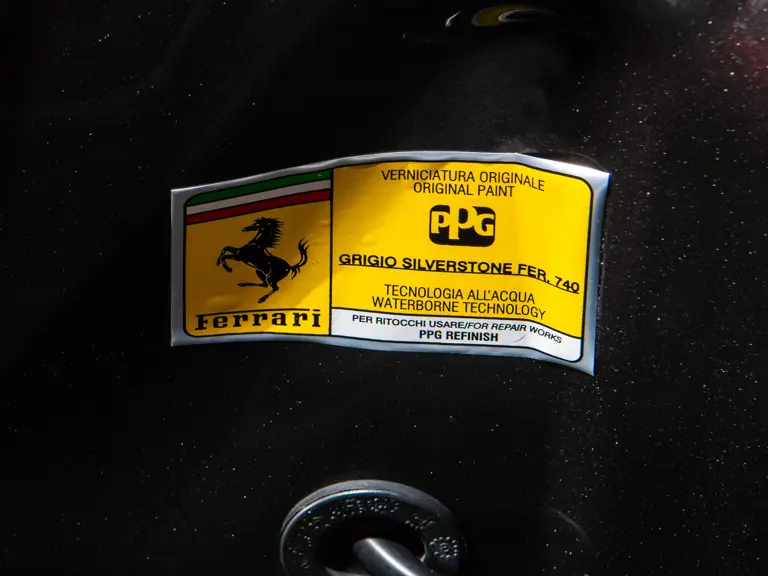 VERNICIATURA ORIGINALE
ORIGINAL PAINT
PPG
GRIGIO SILVERSTONE FER. 740
TECNOLOGIA ALL'ACQUA
WATERBORNE TECHNOLOGY
PER RITOCCHI USARE/FOR REPAIR WORKS
PPG REFINISH
Ferrari